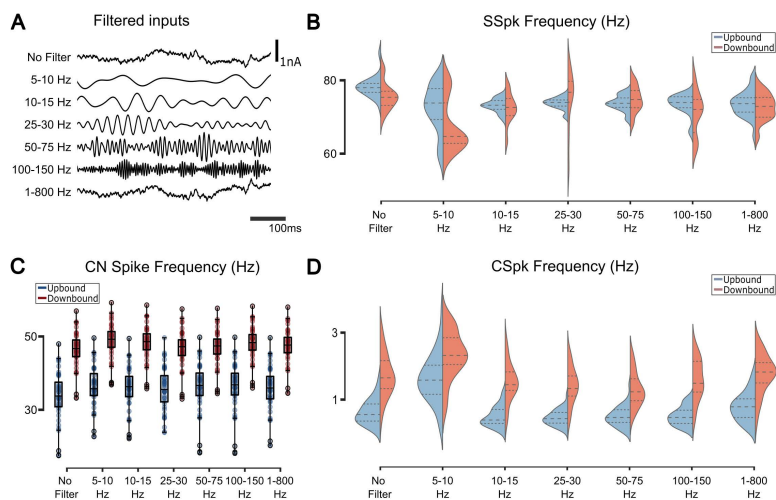 A
Filtered inputs
No Filter
1nA
5-10 Hz
10-15 Hz
25-30 Hz
50-75 Hz
100-150 Hz
1-800 Hz
100ms
B
SSpk Frequency (Hz)
Upbound
Downbound
80
60
No Filter
5-10 Hz
10-15 Hz
25-30 Hz
50-75 Hz
100-150 Hz
1-800 Hz
C
CN Spike Frequency (Hz)
Upbound
Downbound
50
30
No Filter
5-10 Hz
10-15 Hz
25-30 Hz
50-75 Hz
100-150 Hz
1-800 Hz
D
CSpk Frequency (Hz)
Upbound
Downbound
3
1
No Filter
5-10 Hz
10-15 Hz
25-30 Hz
50-75 Hz
100-150 Hz
1-800 Hz